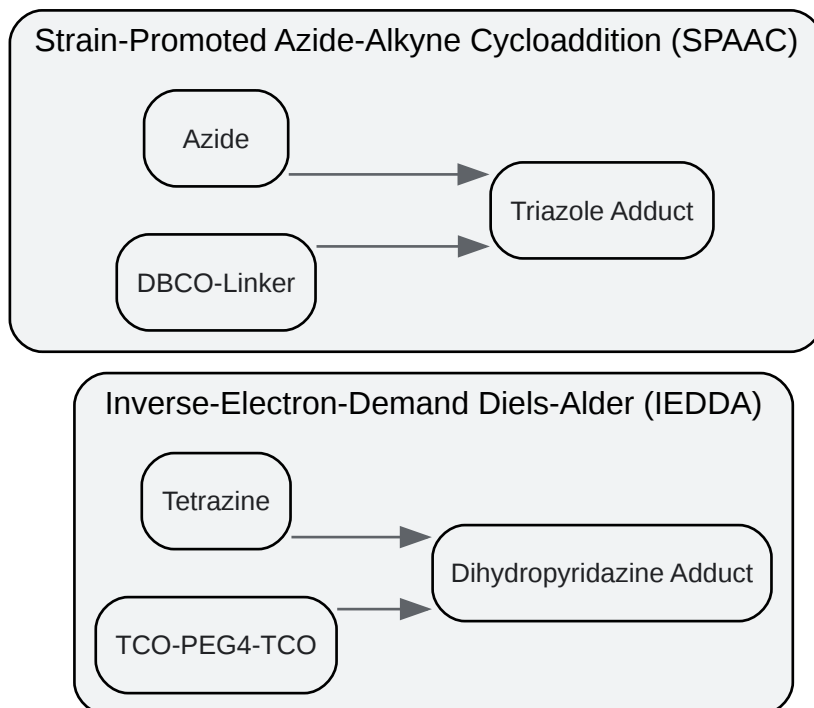 Strain-Promoted Azide-Alkyne Cycloaddition (SPAAC)
Azide
Triazole Adduct
DBCO-Linker
Inverse-Electron-Demand Diels-Alder (IEDDA)
Tetrazine
Dihydropyridazine Adduct
TCO-PEG4-TCO